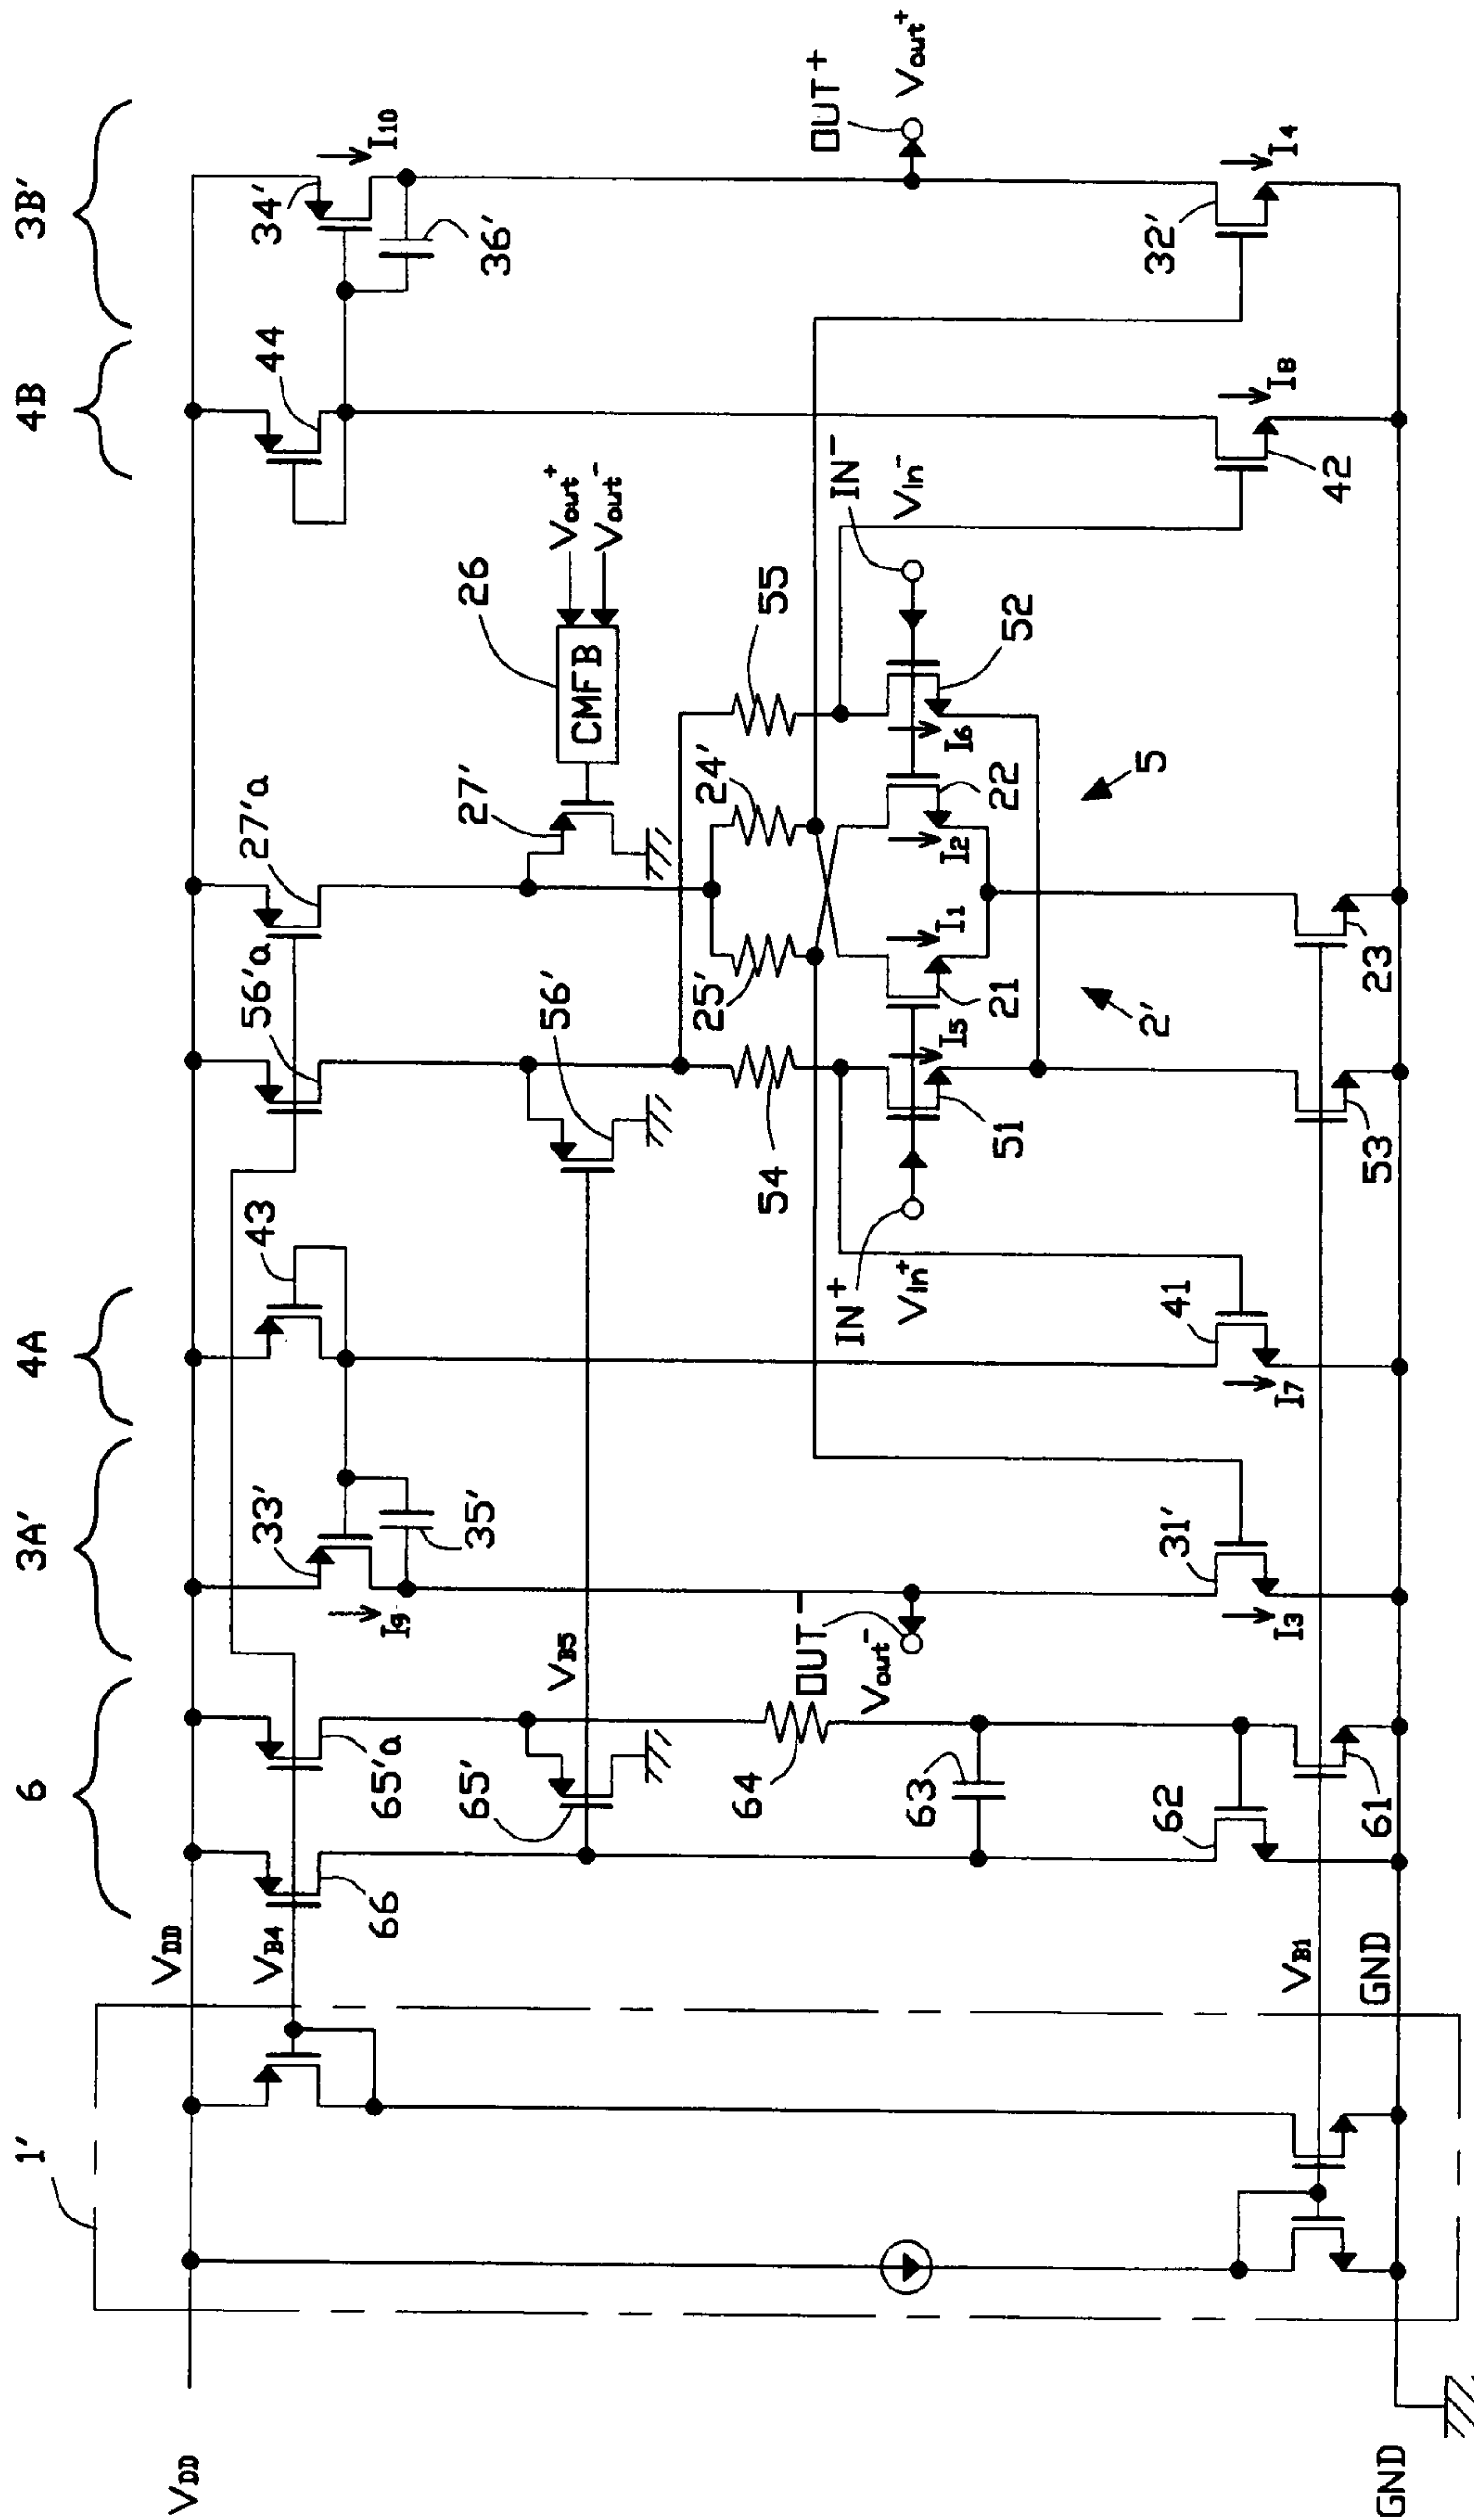 1'
6
3A'
4A
4B
3B'
VDD
VDD
VB4
66
65'a
33'
I9
43
56'a
27'a
44
34'
I10
35'
36'
65'
VB5
56'
27'
26
CMFB
Vout+
Vout-
64
OUT-
Vout-
54
25'
24'
55
OUT+
Vout+
63
IN+
Vin+
51
I5
21
I1
I2
22
I6
52
IN-
Vin-
2'
5
62
61
31'
I3
41
I7
53
23
42
I8
32'
I4
VB1
GND
GND